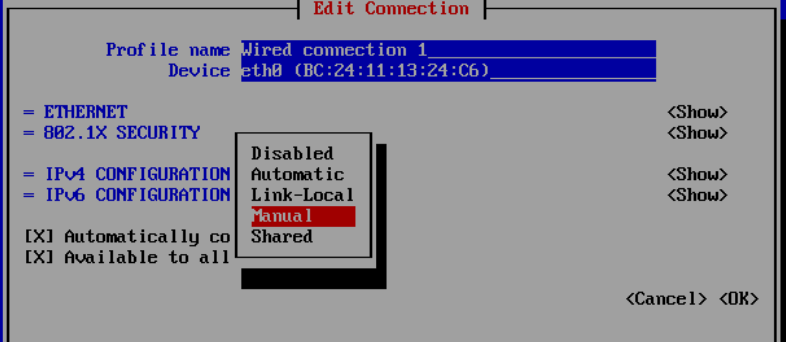 Edit Connection
Profile name Wired connection 1
Device eth0 (BC:24:11:13:24:C6)
= ETHERNET <Show>
= 802.1X SECURITY <Show>
Disabled
= IPv4 CONFIGURATION Automatic <Show>
= IPv6 CONFIGURATION Link-Local <Show>
Manual
[X] Automatically co Shared
[X] Available to all
<Cancel> <OK>